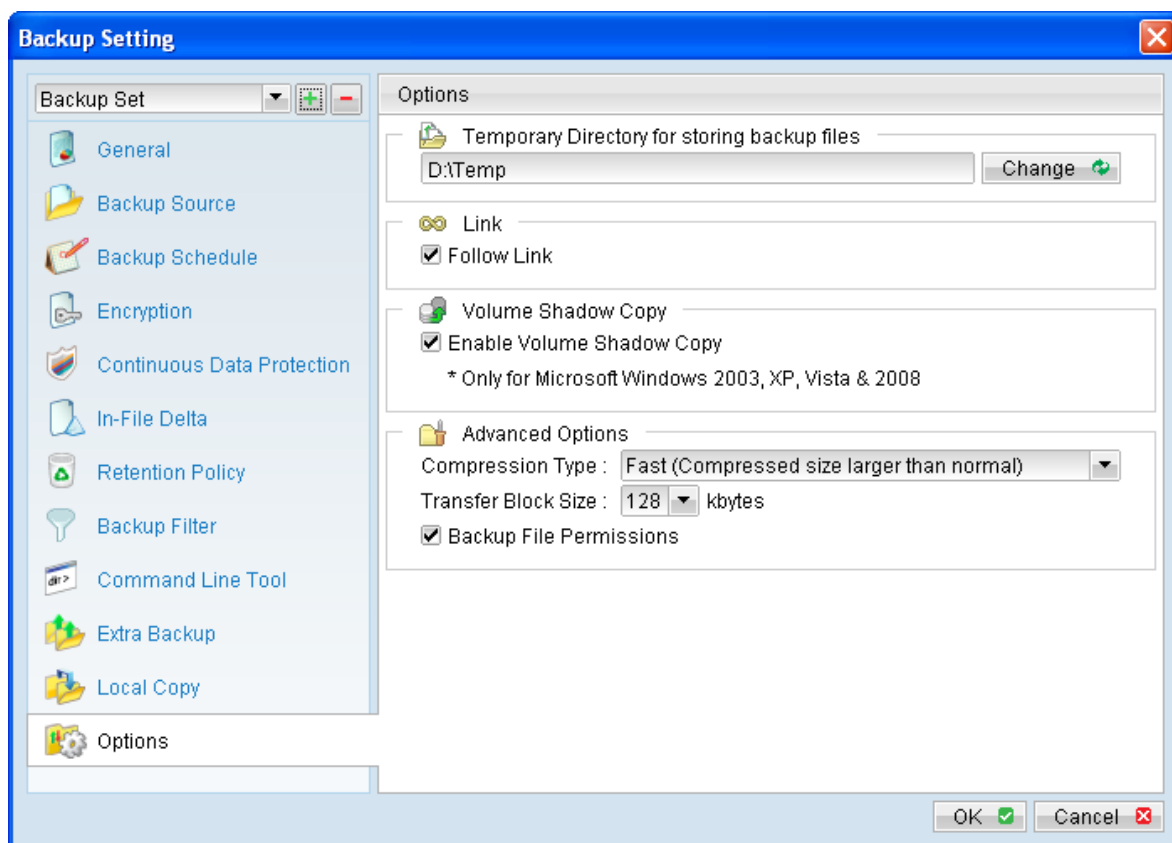 Backup Setting
Backup Set
General
Backup Source
Backup Schedule
Encryption
Continuous Data Protection
In-File Delta
Retention Policy
Backup Filter
dir>
Command Line Tool
Extra Backup
Local Copy
Options
Options
Temporary Directory for storing backup files
D:\Temp
Change
Link
Follow Link
Volume Shadow Copy
Enable Volume Shadow Copy
* Only for Microsoft Windows 2003, XP, Vista & 2008
Advanced Options
Compression Type : Fast (Compressed size larger than normal)
Transfer Block Size : 128 kbytes
Backup File Permissions
OK
Cancel